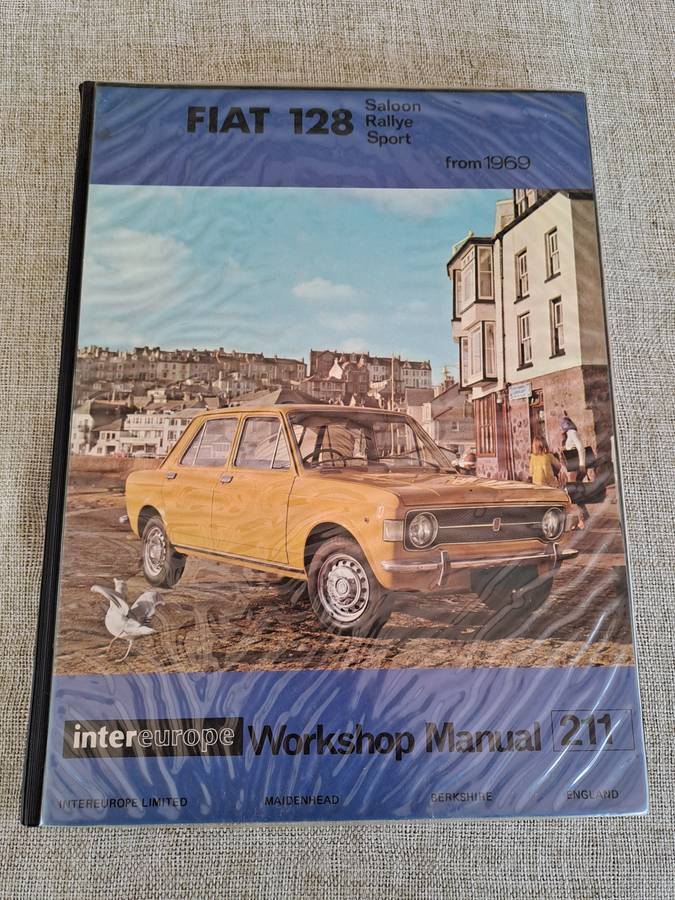 FIAT 128 Saloon
Rallye
Sport
from 1969
intereurope Workshop Manual 211
INTEREUROPE LIMITED MAIDENHEAD BERKSHIRE ENGLAND